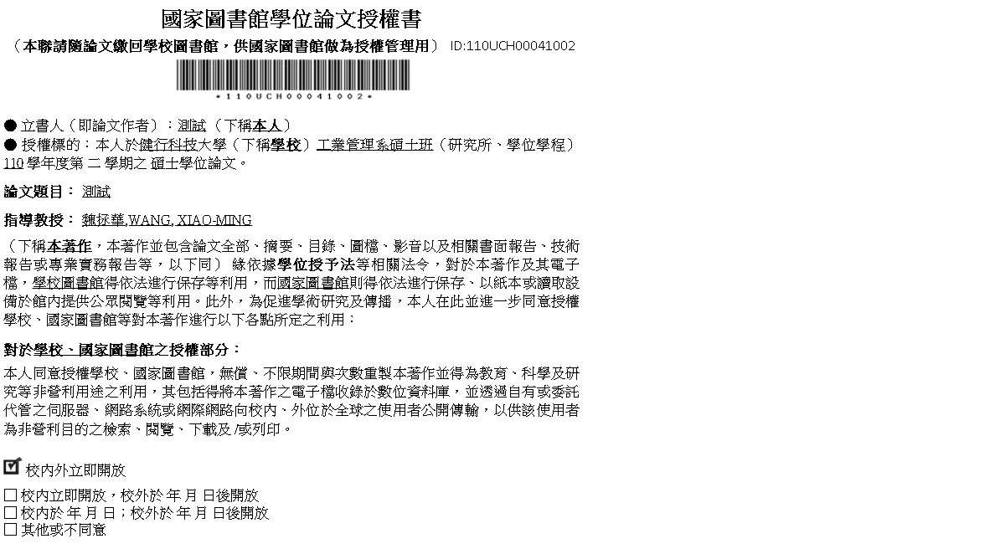 國家圖書館學位論文授權書
（本聯請隨論文繳回學校圖書館，供國家圖書館做為授權管理用） ID:110UCH00041002
*110UCH00041002*
● 立書人（即論文作者）：測試 （下稱本人）
● 授權標的：本人於健行科技大學（下稱學校）工業管理系碩士班（研究所、學位學程）
110 學年度第 二 學期之 碩士學位論文。
論文題目： 測試
指導教授： 魏拯華,WANG, XIAO-MING
（下稱本著作，本著作並包含論文全部、摘要、目錄、圖檔、影音以及相關書面報告、技術
報告或專業實務報告等，以下同） 緣依據學位授予法等相關法令，對於本著作及其電子
檔，學校圖書館得依法進行保存等利用，而國家圖書館則得依法進行保存、以紙本或讀取設
備於館內提供公眾閱覽等利用。此外，為促進學術研究及傳播，本人在此並進一步同意授權
學校、國家圖書館等對本著作進行以下各點所定之利用：
對於學校、國家圖書館之授權部分：
本人同意授權學校、國家圖書館，無償、不限期間與次數重製本著作並得為教育、科學及研
究等非營利用途之利用，其包括得將本著作之電子檔收錄於數位資料庫，並透過自有或委託
代管之伺服器、網路系統或網際網路向校內、外位於全球之使用者公開傳輸，以供該使用者
為非營利目的之檢索、閱覽、下載及 /或列印。
☑ 校內外立即開放
□ 校內立即開放，校外於 年 月 日後開放
□ 校內於 年 月 日；校外於 年 月 日後開放
□ 其他或不同意